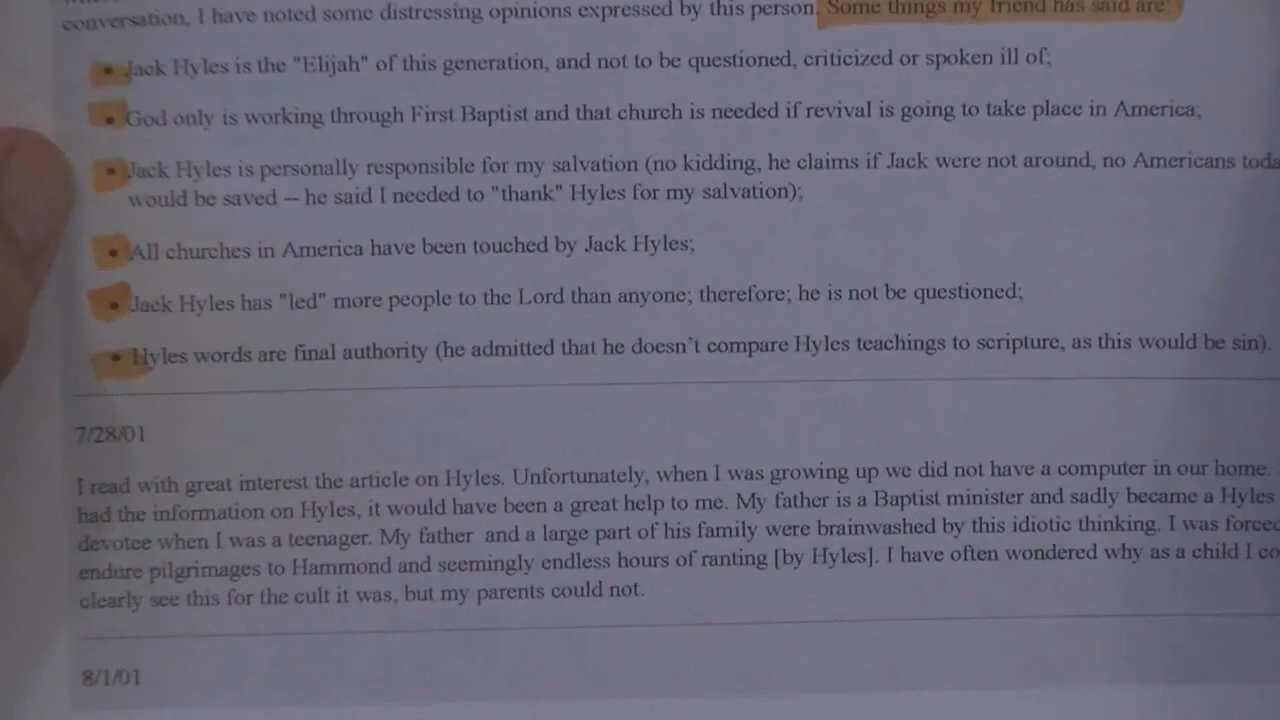 conversation, I have noted some distressing opinions expressed by this person. Some things my friend has said are:
• Jack Hyles is the "Elijah" of this generation, and not to be questioned, criticized or spoken ill of;
• God only is working through First Baptist and that church is needed if revival is going to take place in America;
• Jack Hyles is personally responsible for my salvation (no kidding, he claims if Jack were not around, no Americans toda
would be saved -- he said I needed to "thank" Hyles for my salvation);
• All churches in America have been touched by Jack Hyles;
• Jack Hyles has "led" more people to the Lord than anyone; therefore; he is not be questioned;
• Hyles words are final authority (he admitted that he doesn't compare Hyles teachings to scripture, as this would be sin).
7/28/01
I read with great interest the article on Hyles. Unfortunately, when I was growing up we did not have a computer in our home.
had the information on Hyles, it would have been a great help to me. My father is a Baptist minister and sadly became a Hyles
devotee when I was a teenager. My father and a large part of his family were brainwashed by this idiotic thinking. I was forced
endure pilgrimages to Hammond and seemingly endless hours of ranting [by Hyles]. I have often wondered why as a child I co
clearly see this for the cult it was, but my parents could not.
8/1/01